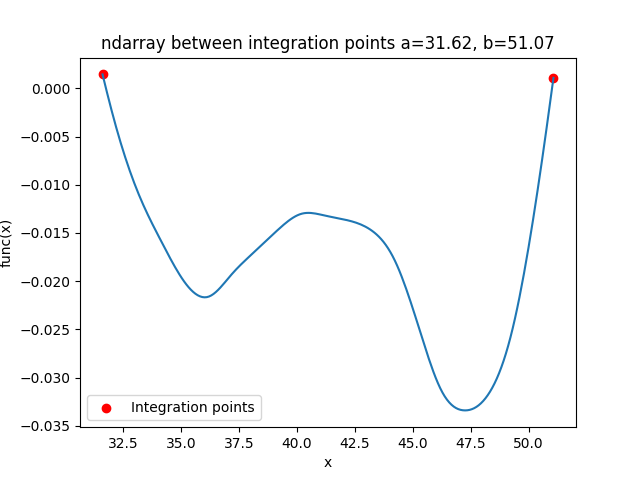 ndarray between integration points a=31.62, b=51.07
0.000
−0.005
−0.010
−0.015
−0.020
−0.025
−0.030
−0.035
func(x)
Integration points
32.5 35.0 37.5 40.0 42.5 45.0 47.5 50.0
x